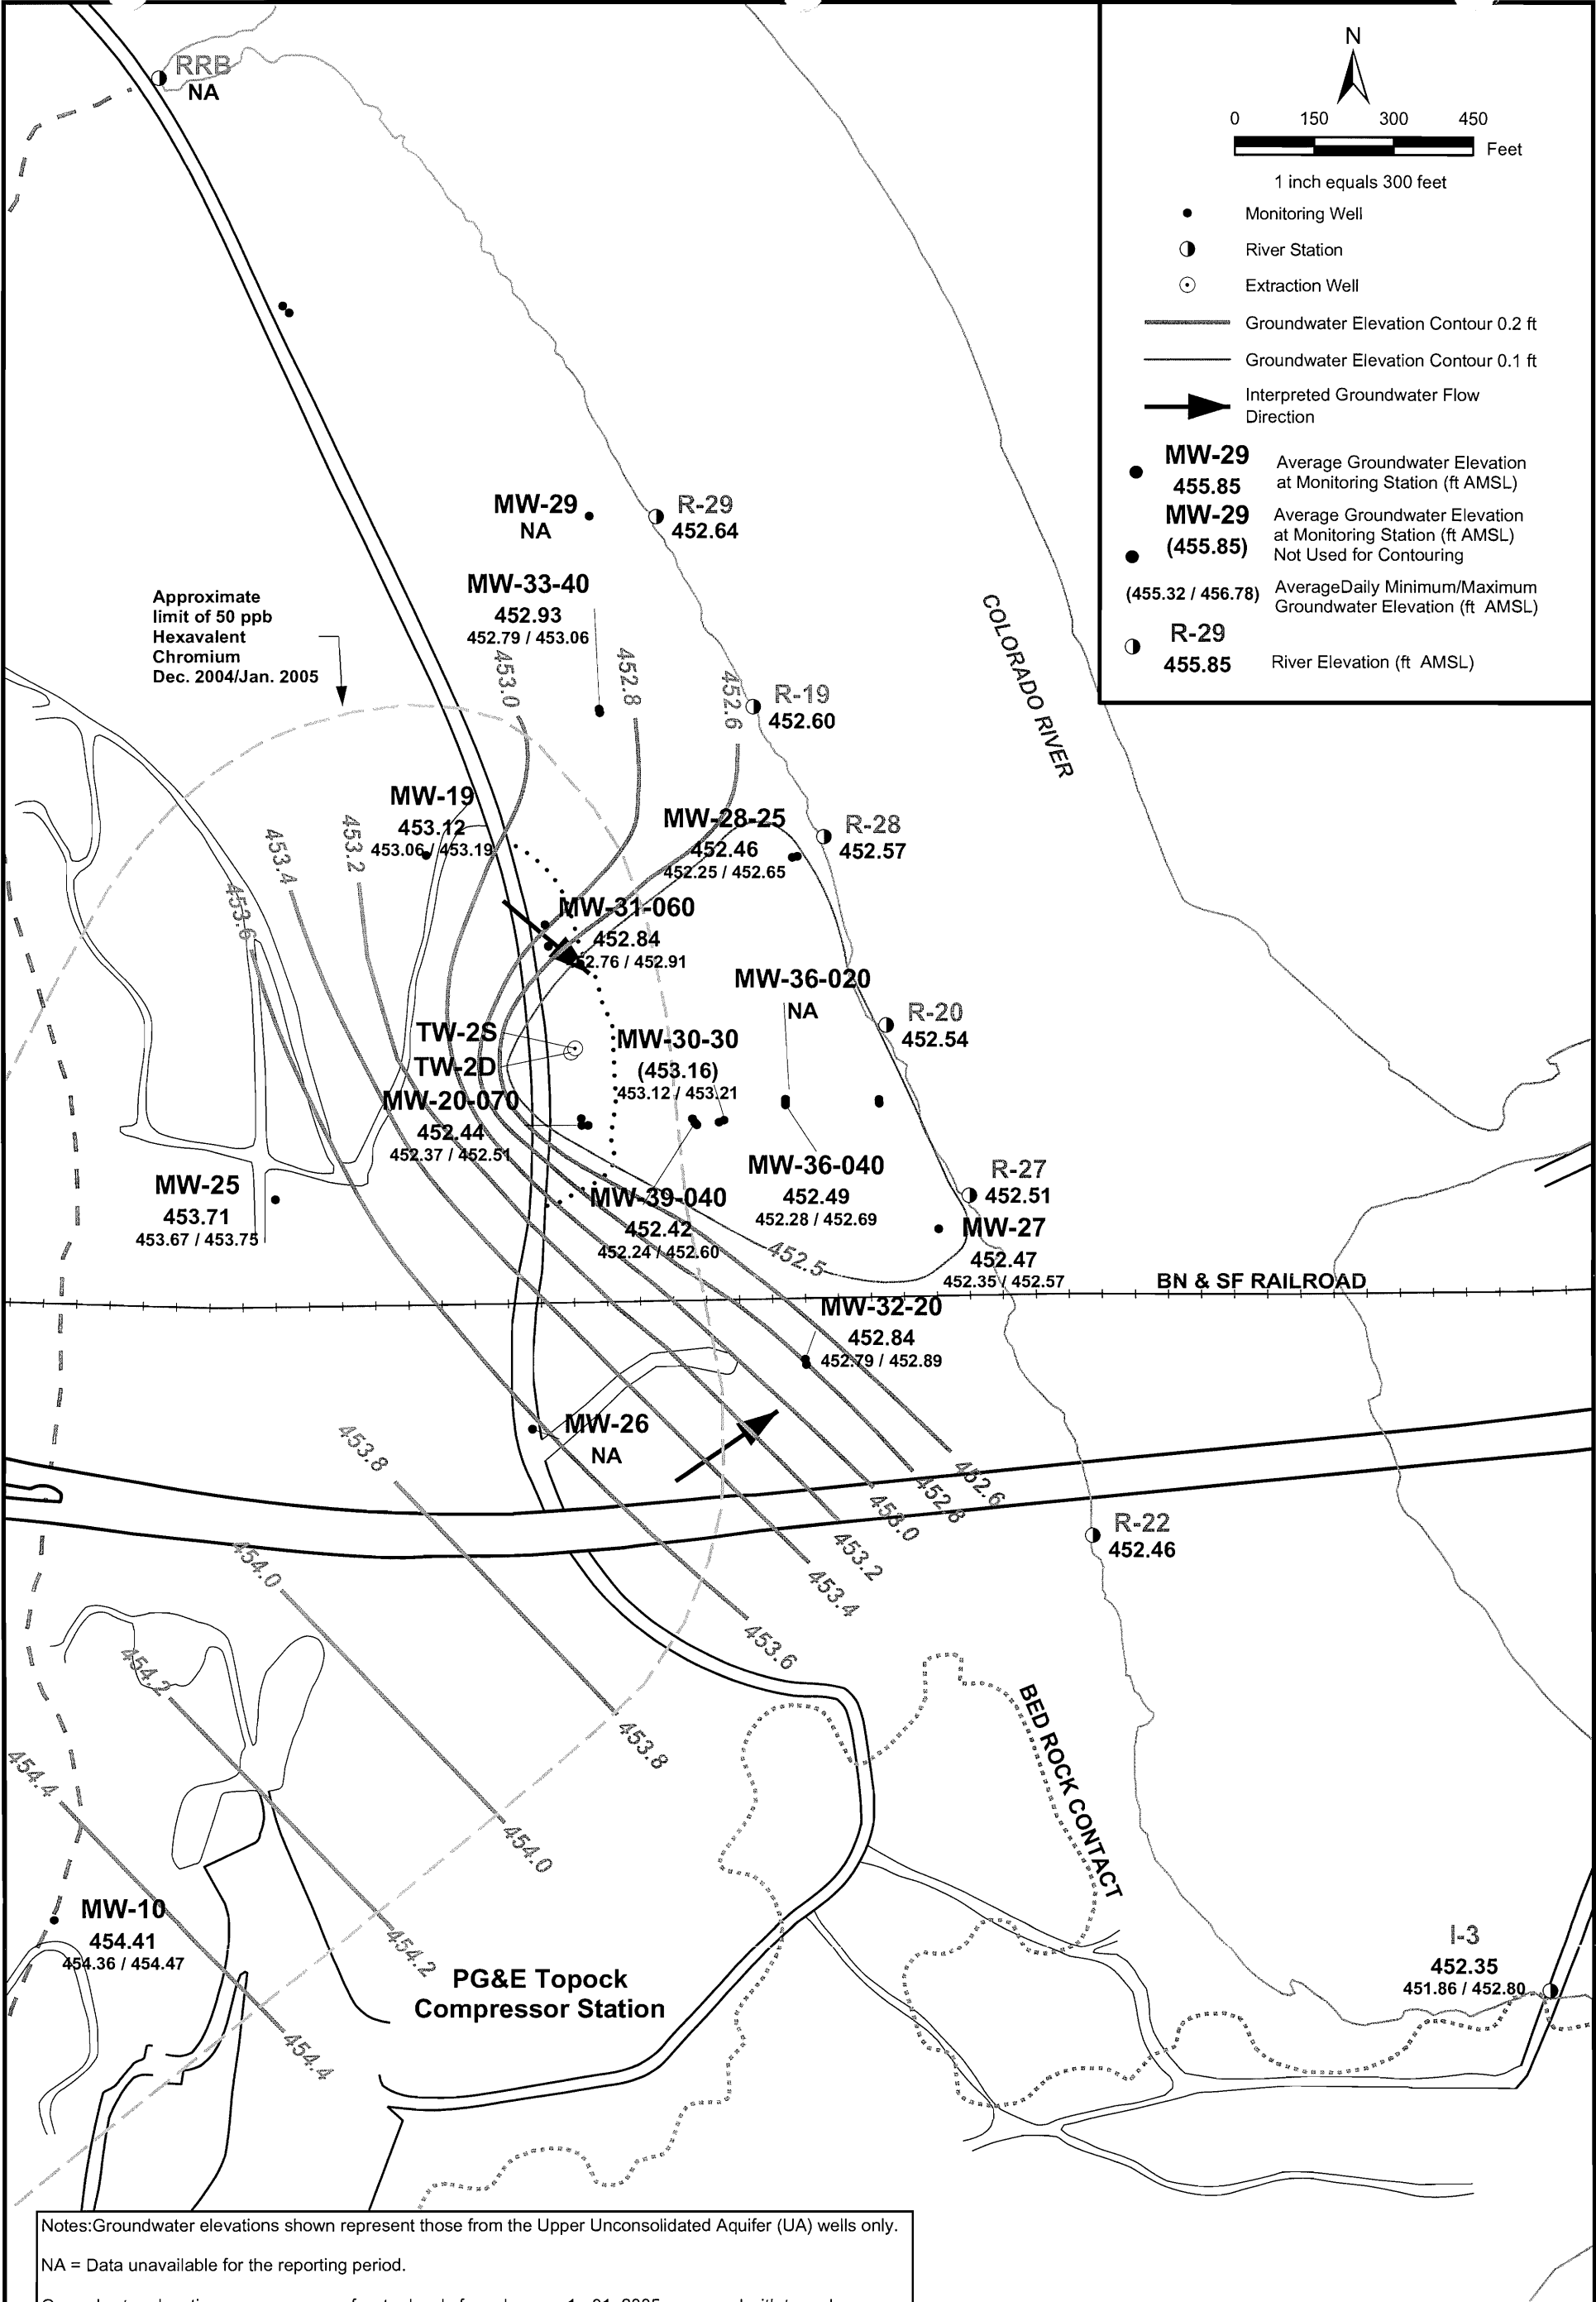 N
0 150 300 450
Feet
1 inch equals 300 feet
Monitoring Well
River Station
Extraction Well
Groundwater Elevation Contour 0.2 ft
Groundwater Elevation Contour 0.1 ft
Interpreted Groundwater Flow
Direction
MW-29
455.85
Average Groundwater Elevation
at Monitoring Station (ft AMSL)
MW-29
(455.85)
Average Groundwater Elevation
at Monitoring Station (ft AMSL)
Not Used for Contouring
(455.32 / 456.78)
AverageDaily Minimum/Maximum
Groundwater Elevation (ft AMSL)
R-29
455.85
River Elevation (ft AMSL)
RRB
NA
MW-29
NA
R-29
452.64
MW-33-40
452.93
452.79 / 453.06
Approximate
limit of 50 ppb
Hexavalent
Chromium
Dec. 2004/Jan. 2005
COLORADO RIVER
453.0
452.8
452.6
R-19
452.60
MW-19
453.12
453.06 / 453.19
MW-28-25
452.46
452.25 / 452.65
R-28
452.57
453.6
453.4
453.2
MW-31-060
452.84
452.76 / 452.91
MW-36-020
NA
R-20
452.54
TW-2S
TW-2D
MW-30-30
(453.16)
453.12 / 453.21
MW-20-070
452.44
452.37 / 452.51
MW-25
453.71
453.67 / 453.75
MW-39-040
452.42
452.24 / 452.60
MW-36-040
452.49
452.28 / 452.69
R-27
452.51
MW-27
452.47
452.35 / 452.57
452.5
BN & SF RAILROAD
MW-32-20
452.84
452.79 / 452.89
MW-26
NA
453.8
452.6
452.8
453.0
453.2
453.4
453.6
R-22
452.46
454.0
454.2
453.8
454.4
454.0
BED ROCK CONTACT
MW-10
454.41
454.36 / 454.47
454.2
454.4
PG&E Topock
Compressor Station
I-3
452.35
451.86 / 452.80
Notes:Groundwater elevations shown represent those from the Upper Unconsolidated Aquifer (UA) wells only.
NA = Data unavailable for the reporting period.